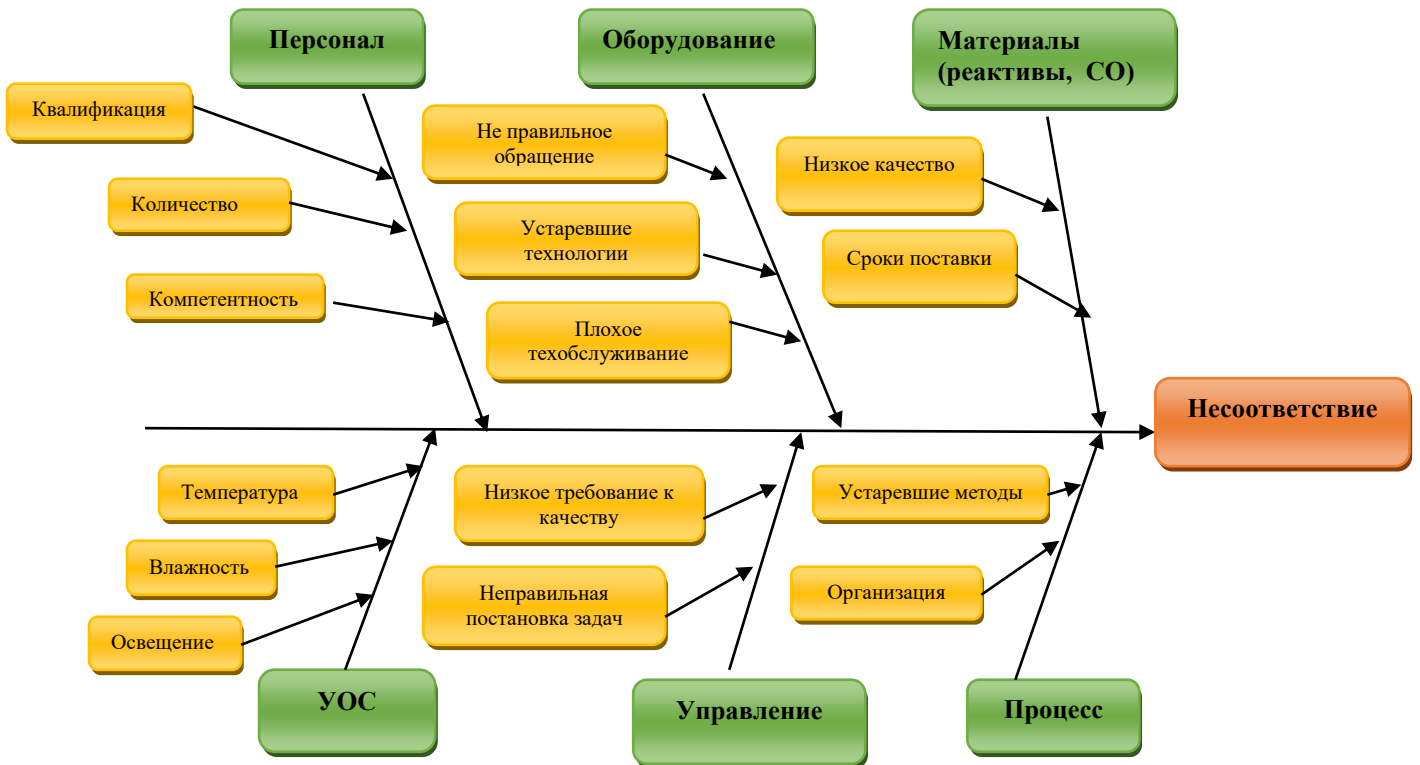 Персонал
Оборудование
Материалы
(реактивы, СО)
Квалификация
Количество
Компетентность
Не правильное
обращение
Устаревшие
технологии
Плохое
техобслуживание
Низкое качество
Сроки поставки
Несоответствие
Температура
Влажность
Освещение
Низкое требование к
качеству
Неправильная
постановка задач
Устаревшие методы
Организация
УОС
Управление
Процесс